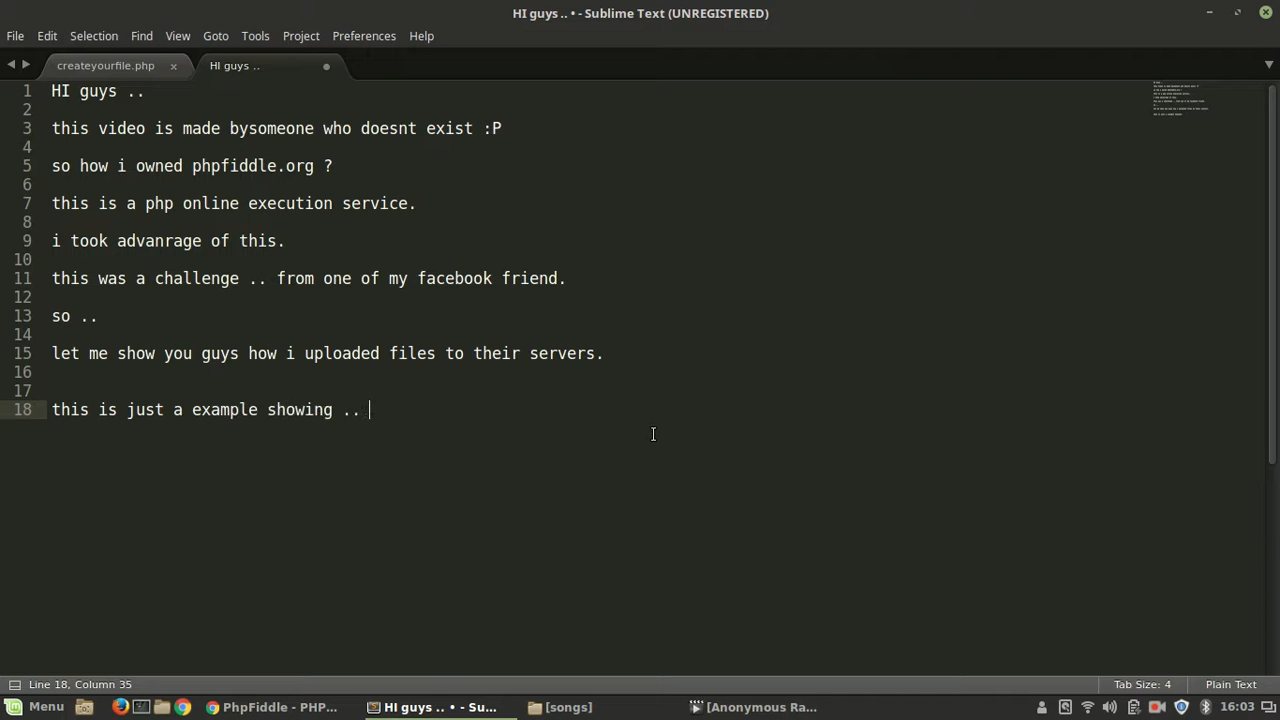 HI guys .. • - Sublime Text (UNREGISTERED)
File Edit Selection Find View Goto Tools Project Preferences Help
createyourfile.php × HI guys ..
1 HI guys ..
2
3 this video is made bysomeone who doesnt exist :P
4
5 so how i owned phpfiddle.org ?
6
7 this is a php online execution service.
8
9 i took advanrage of this.
10
11 this was a challenge .. from one of my facebook friend.
12
13 so ..
14
15 let me show you guys how i uploaded files to their servers.
16
17
18 this is just a example showing ..
Line 18, Column 35 Tab Size: 4 Plain Text
Menu PhpFiddle - PHP... HI guys .. • - Su... [songs] [Anonymous Ra... 16:03